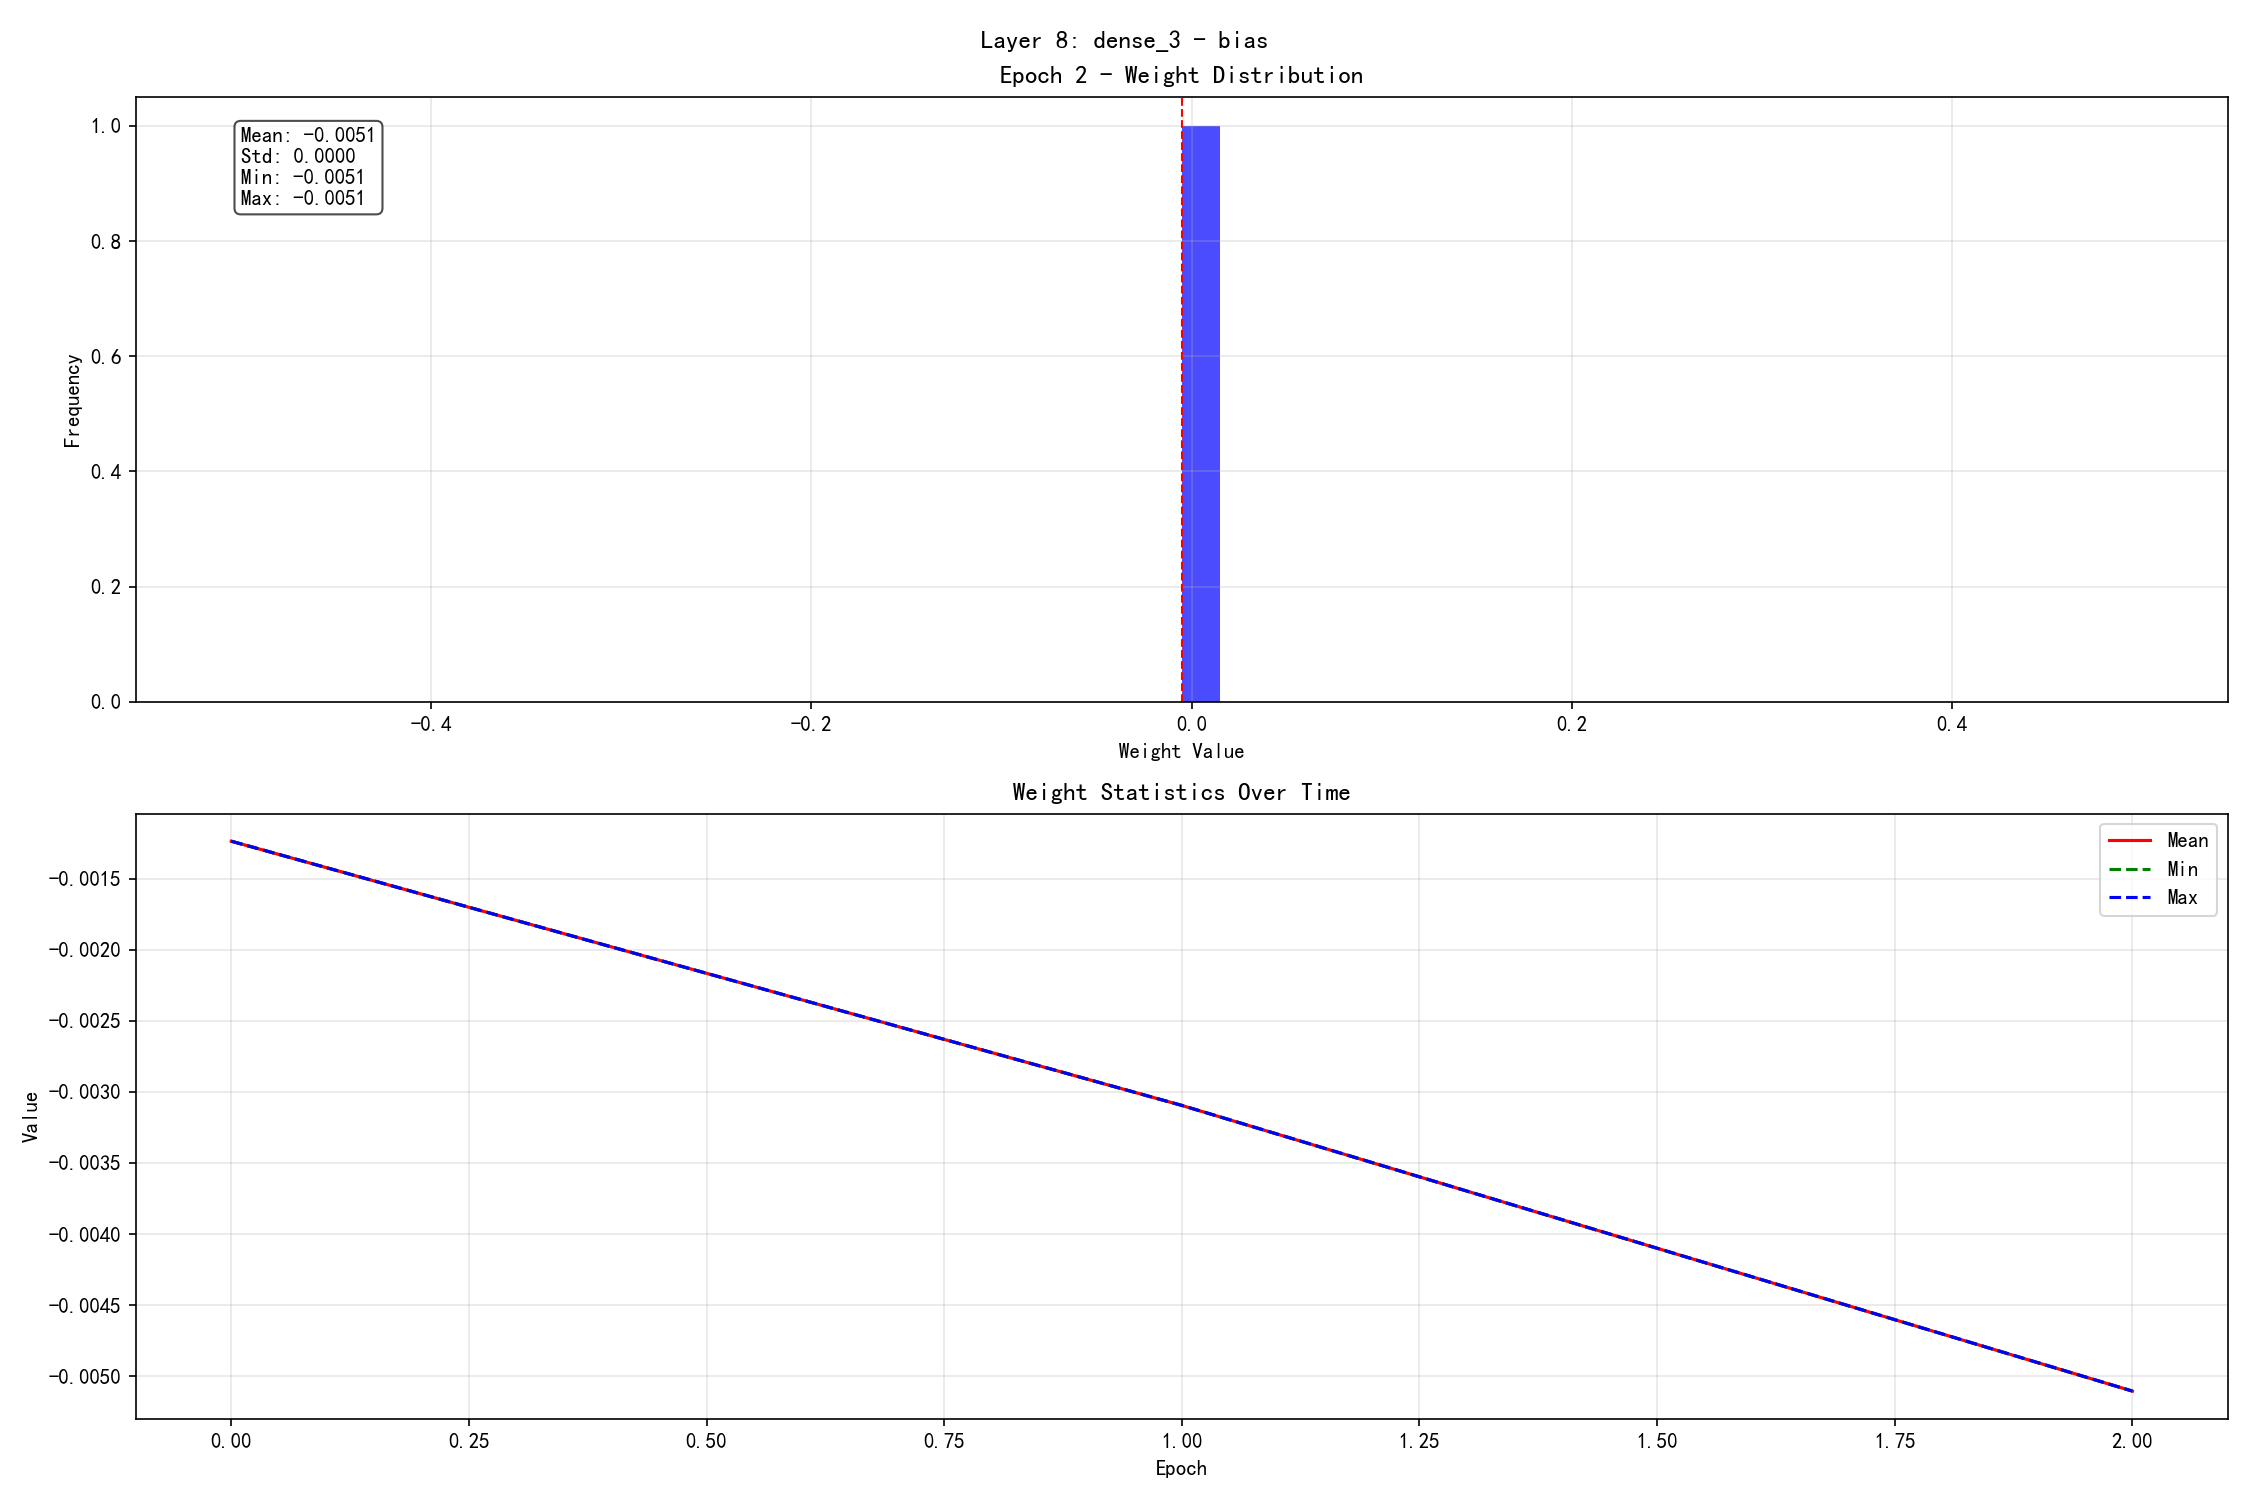 Layer 8: dense_3 - bias
Epoch 2 - Weight Distribution
Mean: -0.0051
Std: 0.0000
Min: -0.0051
Max: -0.0051
Frequency
1.0
0.8
0.6
0.4
0.2
0.0
-0.4 -0.2 0.0 0.2 0.4
Weight Value
Weight Statistics Over Time
Mean
Min
Max
Value
-0.0015
-0.0020
-0.0025
-0.0030
-0.0035
-0.0040
-0.0045
-0.0050
0.00 0.25 0.50 0.75 1.00 1.25 1.50 1.75 2.00
Epoch